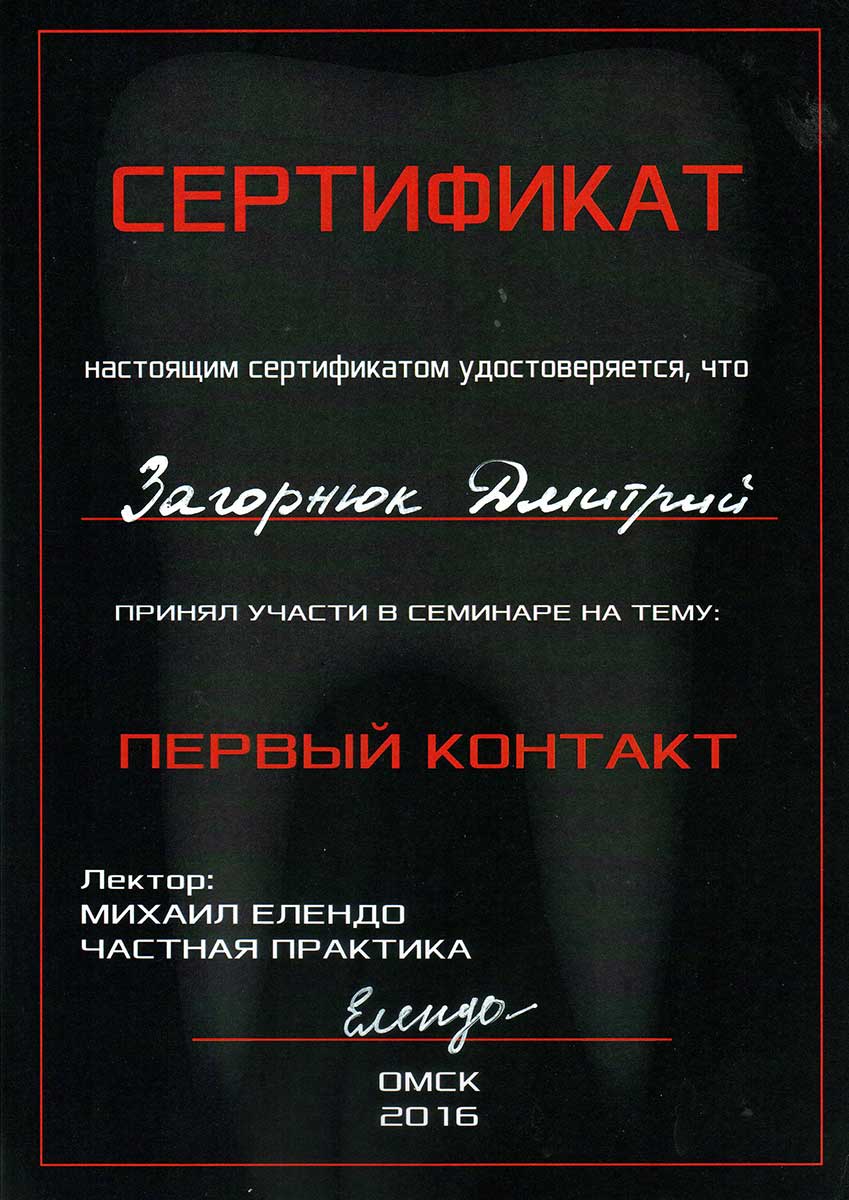 СЕРТИФИКАТ
настоящим сертификатом удостоверяется, что
Загорнюк Дмитрий
ПРИНЯЛ УЧАСТИ В СЕМИНАРЕ НА ТЕМУ:
ПЕРВЫЙ КОНТАКТ
Лектор:
МИХАИЛ ЕЛЕНДО
ЧАСТНАЯ ПРАКТИКА
Елендо
ОМСК
2016